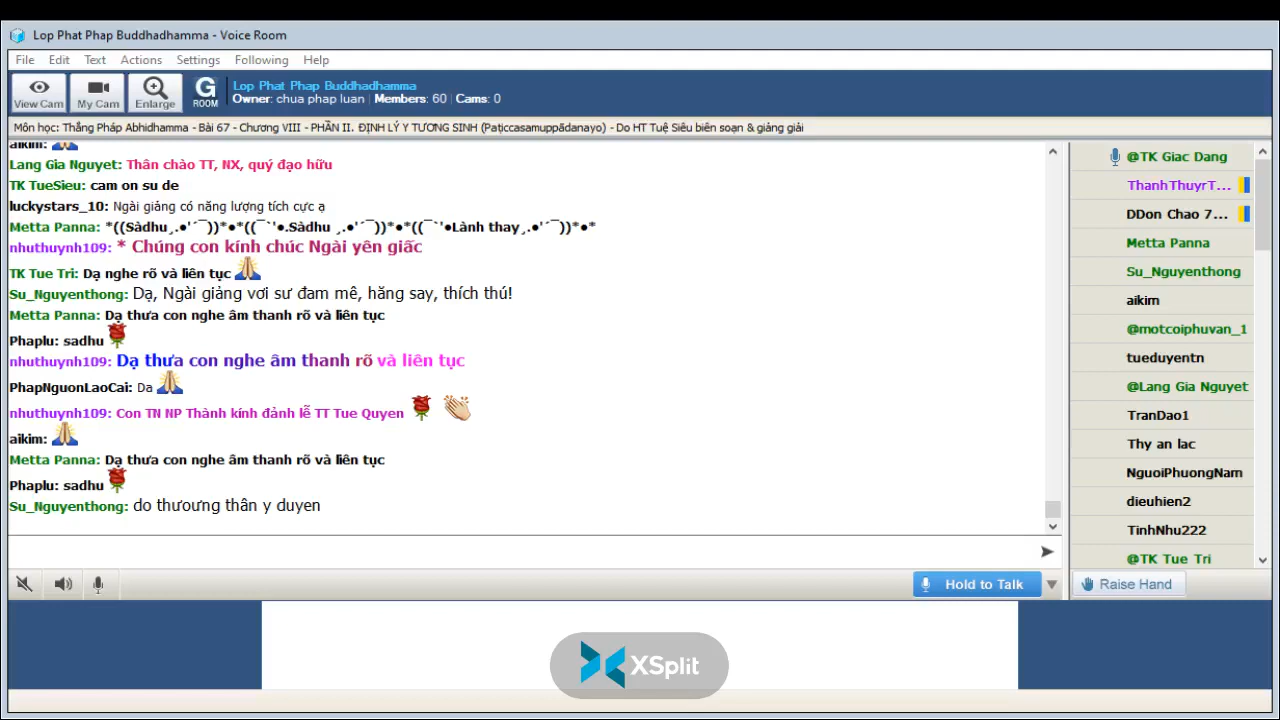 Lop Phat Phap Buddhadhamma - Voice Room
File Edit Text Actions Settings Following Help
View Cam My Cam Enlarge G ROOM
Lop Phat Phap Buddhadhamma
Owner: chua phap luan | Members: 60 | Cams: 0
Môn học: Thắng Pháp Abhidhamma - Bài 67 - Chương VIII - PHẦN II. ĐỊNH LÝ Y TƯƠNG SINH (Paṭiccasamuppādanayo) - Do HT Tuệ Siêu biên soạn & giảng giải
aikim:
Lang Gia Nguyet: Thân chào TT, NX, quý đạo hữu
TK TueSieu: cam on su de
luckystars_10: Ngài giảng có năng lượng tích cực ạ
Metta Panna: *((Sàdhu¸.•'´¯))*•*((¯`'•.Sàdhu ¸.•'´¯))*•*((¯`'•Lành thay¸.•'´¯))*•*
nhuthuynh109: * Chúng con kính chúc Ngài yên giấc
TK Tue Tri: Dạ nghe rõ và liên tục
Su_Nguyenthong: Dạ, Ngài giảng vơi sư đam mê, hăng say, thích thú!
Metta Panna: Dạ thưa con nghe âm thanh rõ và liên tục
Phaplu: sadhu
nhuthuynh109: Dạ thưa con nghe âm thanh rõ và liên tục
PhapNguonLaoCai: Da
nhuthuynh109: Con TN NP Thành kính đảnh lễ TT Tue Quyen
aikim:
Metta Panna: Dạ thưa con nghe âm thanh rõ và liên tục
Phaplu: sadhu
Su_Nguyenthong: do thươưng thân y duyen
@TK Giac Dang
ThanhThuyrT...
DDon Chao 7...
Metta Panna
Su_Nguyenthong
aikim
@motcoiphuvan_1
tueduyentn
@Lang Gia Nguyet
TranDao1
Thy an lac
NguoiPhuongNam
dieuhien2
TinhNhu222
@TK Tue Tri
Hold to Talk
Raise Hand
XSplit